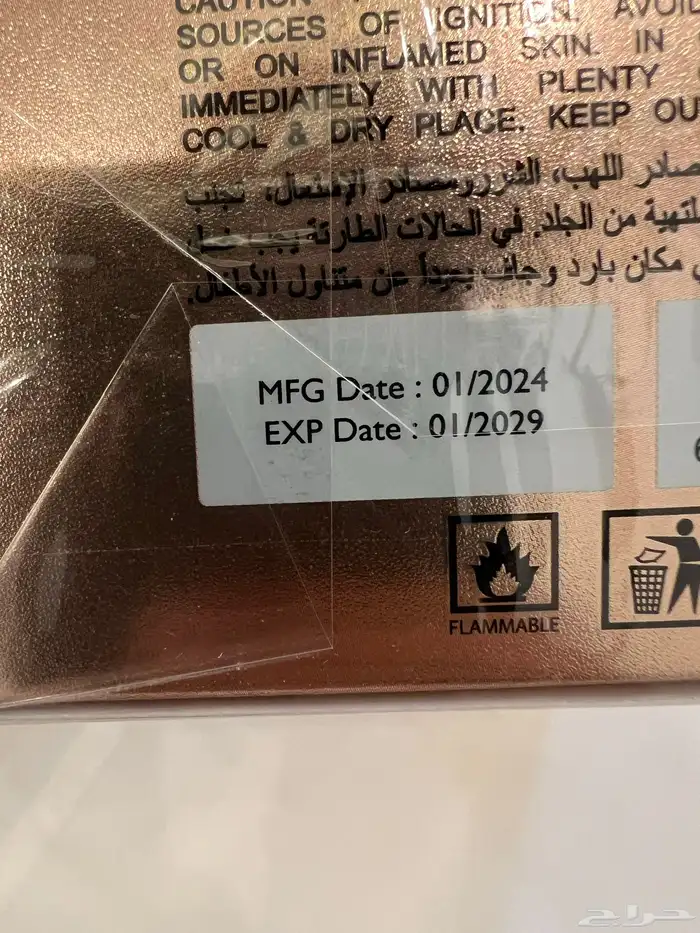 CAUTION
SOURCES OF IGNITION. AVOID
OR ON INFLAMED SKIN. IN
IMMEDIATELY WITH PLENTY
COOL & DRY PLACE. KEEP OU
صادر اللهب، الشرر ومصادر الإشتعال، تجنب
لتهبة من الجلد. في الحالات الطارئة يجب غسل
مكان بارد وجاف بعيداً عن متناول الأطفال.
MFG Date : 01/2024
EXP Date : 01/2029
FLAMMABLE
حراج